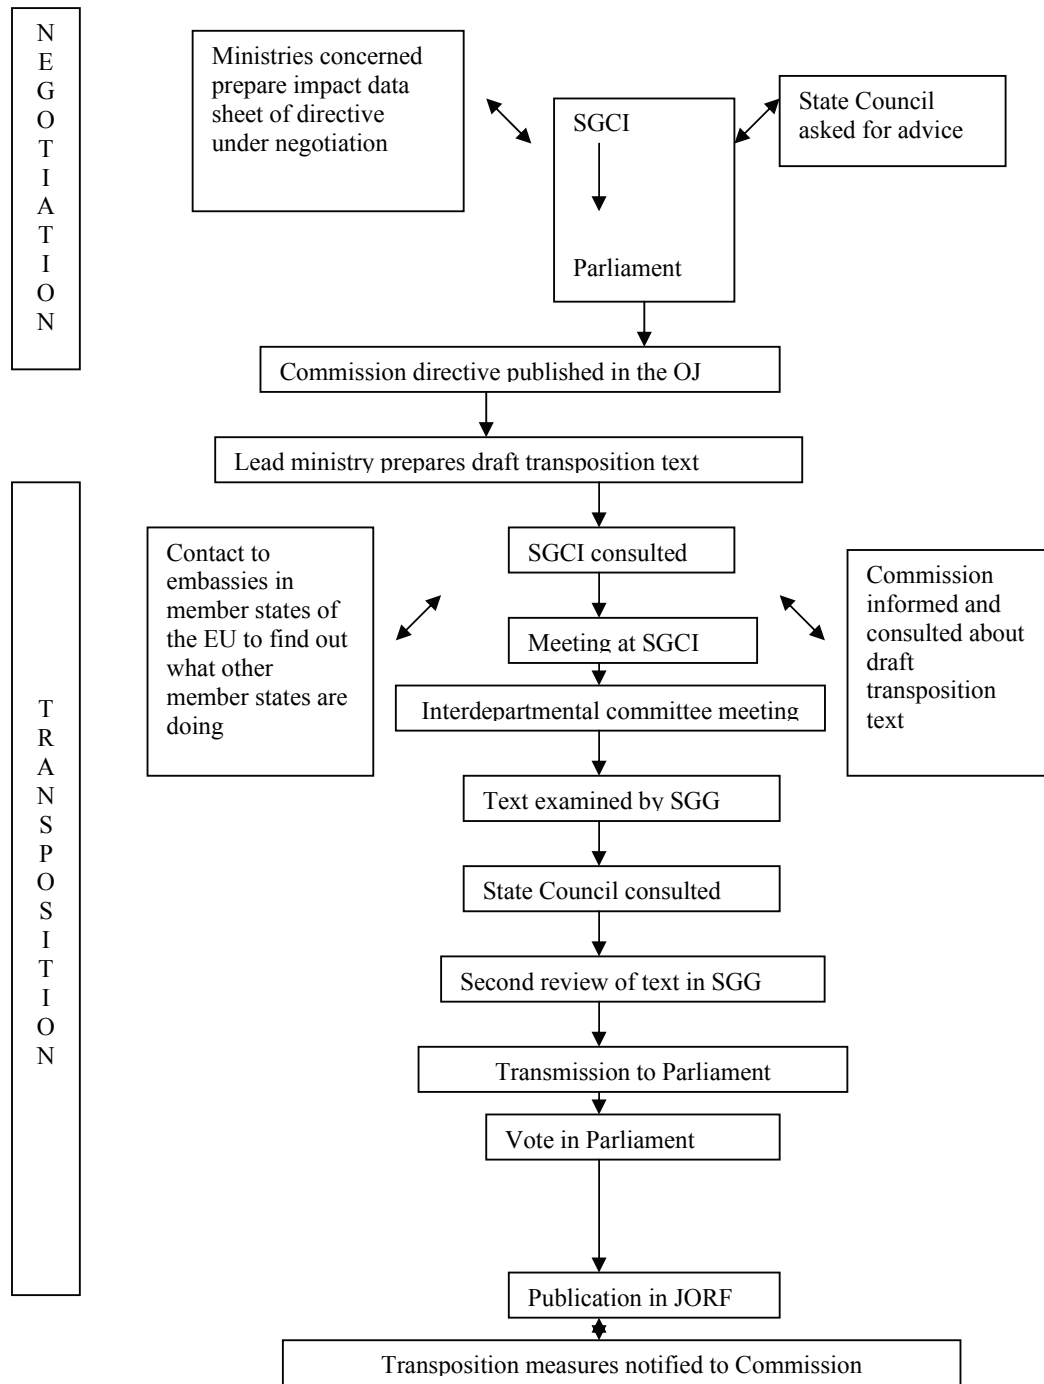 NEGOTIATION
Ministries concerned
prepare impact data
sheet of directive
under negotiation
SGCI
Parliament
State Council
asked for advice
Commission directive published in the OJ
Lead ministry prepares draft transposition text
TRANSPOSITION
Contact to
embassies in
member states of
the EU to find out
what other
member states are
doing
SGCI consulted
Meeting at SGCI
Interdepartmental committee meeting
Commission
informed and
consulted about
draft
transposition
text
Text examined by SGG
State Council consulted
Second review of text in SGG
Transmission to Parliament
Vote in Parliament
Publication in JORF
Transposition measures notified to Commission